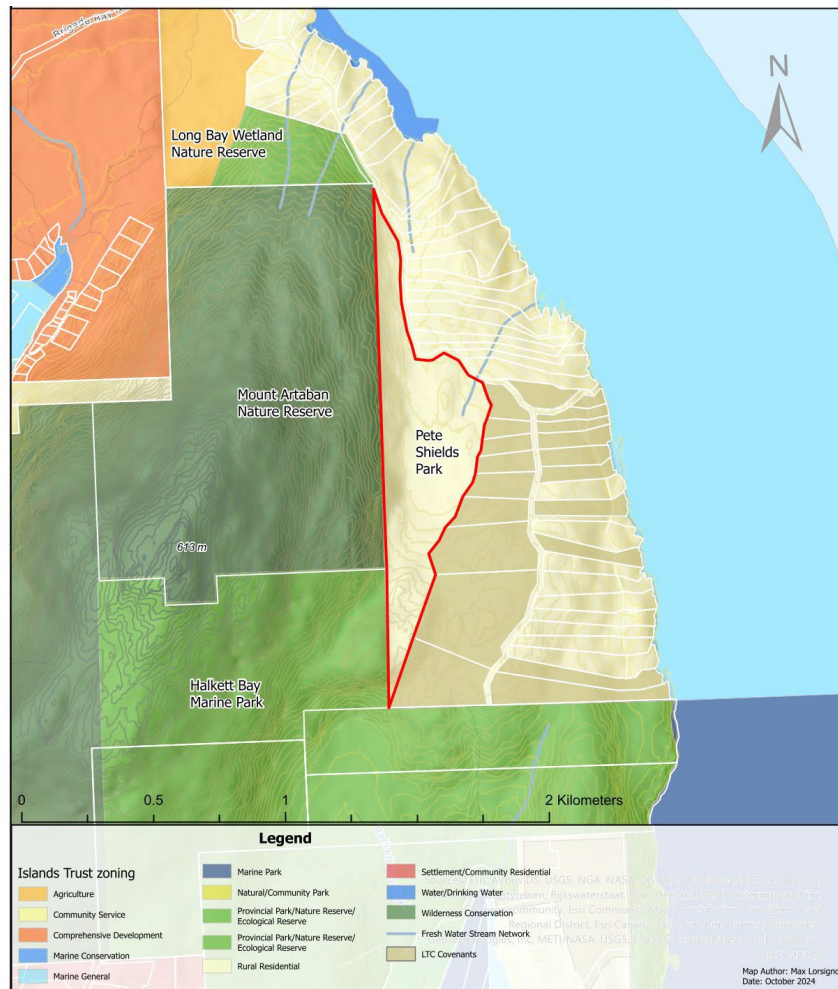 Brigade Bay
N
Long Bay Wetland
Nature Reserve
Mount Artaban
Nature Reserve
Pete
Shields
Park
613 m
Halkett Bay
Marine Park
0 0.5 1 2 Kilometers
Legend
Islands Trust zoning
Agriculture
Community Service
Comprehensive Development
Marine Conservation
Marine General
Marine Park
Natural/Community Park
Provincial Park/Nature Reserve/
Ecological Reserve
Provincial Park/Nature Reserve/
Ecological Reserve
Rural Residential
Settlement/Community Residential
Water/Drinking Water
Wilderness Conservation
Fresh Water Stream Network
LTC Covenants
Map Author: Max Lorsigno
Date: October 2024